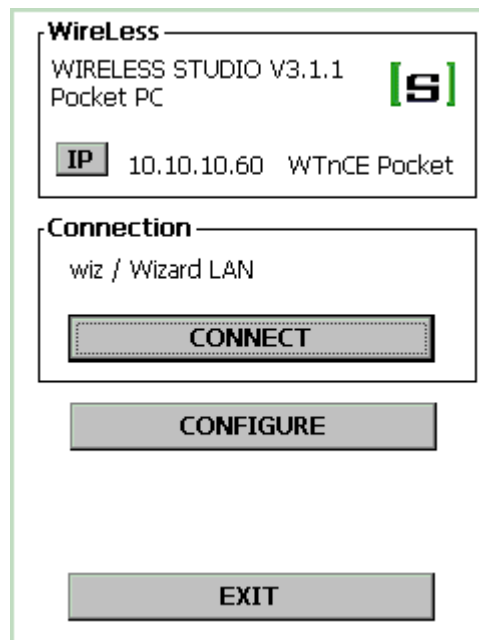 WireLess
WIRELESS STUDIO V3.1.1
Pocket PC
[s]
IP 10.10.10.60 WTnCE Pocket
Connection
wiz / Wizard LAN
CONNECT
CONFIGURE
EXIT